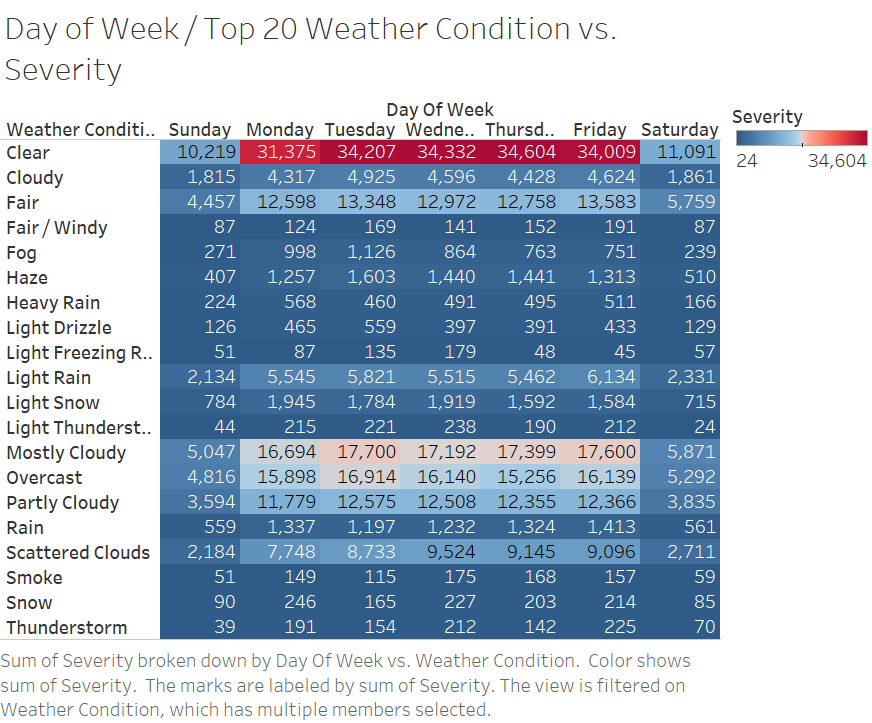 Day of Week / Top 20 Weather Condition vs.
Severity
Day Of Week
Weather Conditi.. Sunday Monday Tuesday Wedne.. Thursd.. Friday Saturday
Clear 10,219 31,375 34,207 34,332 34,604 34,009 11,091
Cloudy 1,815 4,317 4,925 4,596 4,428 4,624 1,861
Fair 4,457 12,598 13,348 12,972 12,758 13,583 5,759
Fair / Windy 87 124 169 141 152 191 87
Fog 271 998 1,126 864 763 751 239
Haze 407 1,257 1,603 1,440 1,441 1,313 510
Heavy Rain 224 568 460 491 495 511 166
Light Drizzle 126 465 559 397 391 433 129
Light Freezing R.. 51 87 135 179 48 45 57
Light Rain 2,134 5,545 5,821 5,515 5,462 6,134 2,331
Light Snow 784 1,945 1,784 1,919 1,592 1,584 715
Light Thunderst.. 44 215 221 238 190 212 24
Mostly Cloudy 5,047 16,694 17,700 17,192 17,399 17,600 5,871
Overcast 4,816 15,898 16,914 16,140 15,256 16,139 5,292
Partly Cloudy 3,594 11,779 12,575 12,508 12,355 12,366 3,835
Rain 559 1,337 1,197 1,232 1,324 1,413 561
Scattered Clouds 2,184 7,748 8,733 9,524 9,145 9,096 2,711
Smoke 51 149 115 175 168 157 59
Snow 90 246 165 227 203 214 85
Thunderstorm 39 191 154 212 142 225 70
Severity
24 34,604
Sum of Severity broken down by Day Of Week vs. Weather Condition.  Color shows
sum of Severity.  The marks are labeled by sum of Severity. The view is filtered on
Weather Condition, which has multiple members selected.